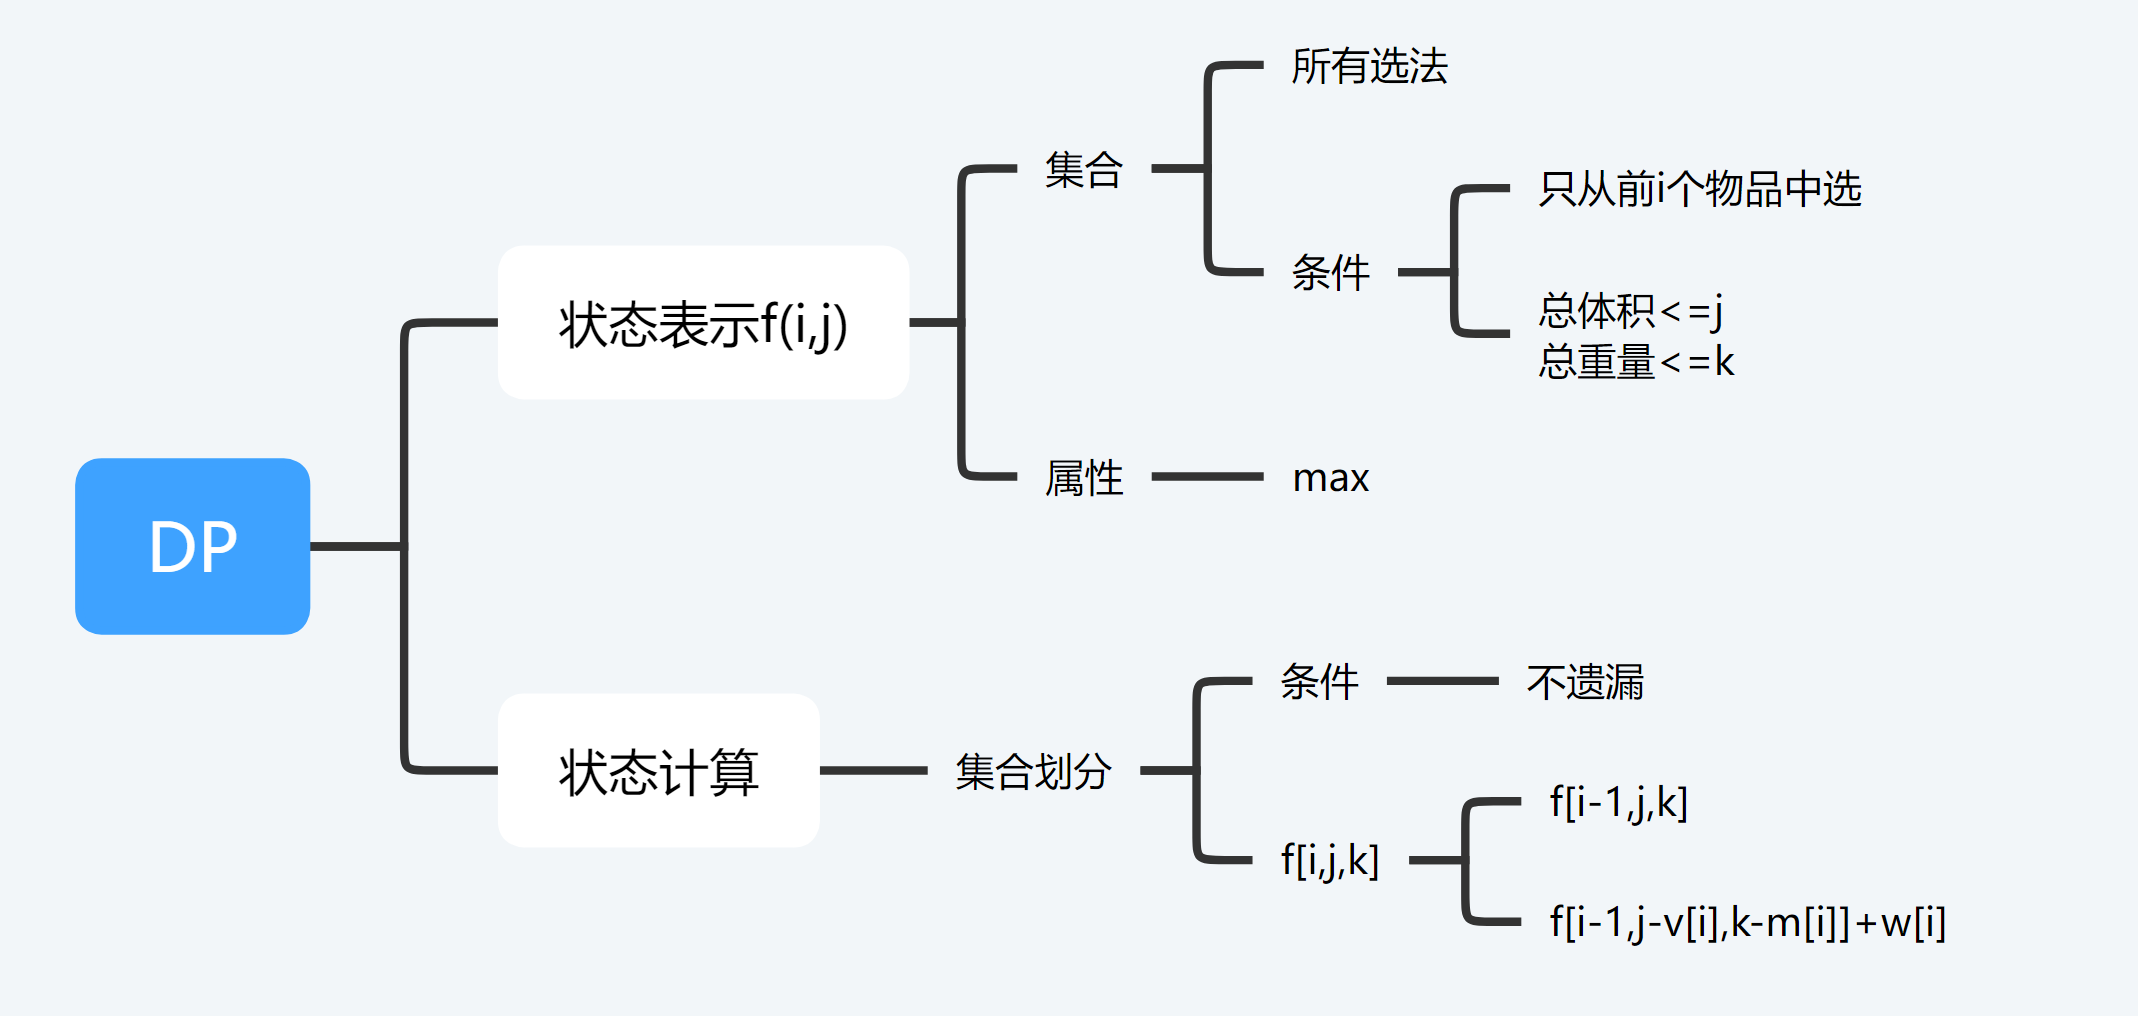 DP
状态表示f(i,j)
集合
所有选法
条件
只从前i个物品中选
总体积<=j
总重量<=k
属性
max
状态计算
集合划分
条件
不遗漏
f[i,j,k]
f[i-1,j,k]
f[i-1,j-v[i],k-m[i]]+w[i]